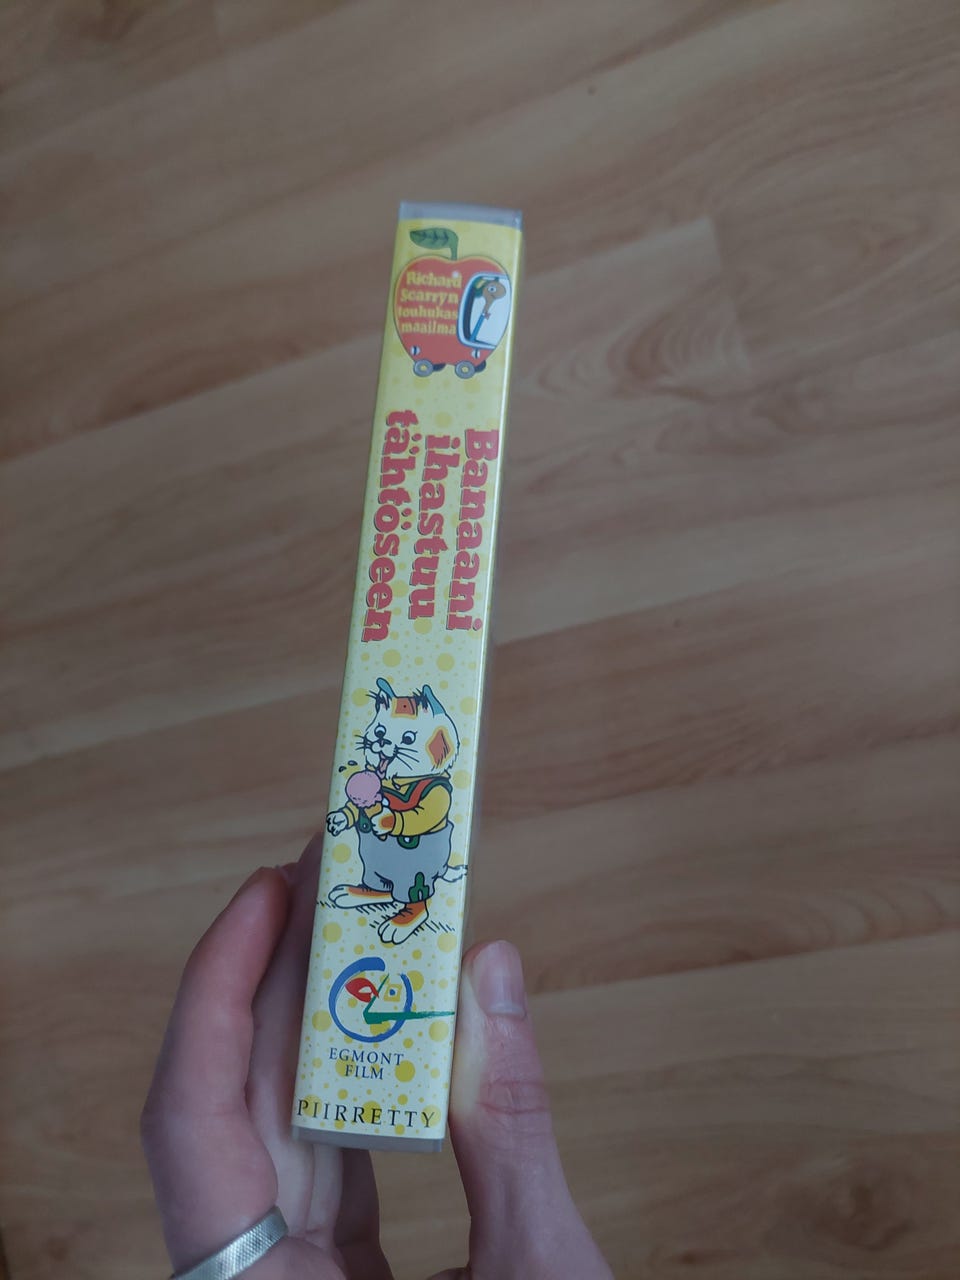 Richard
Scarryn
touhukas
maailma
Banaani
ihastuu
tähtöseen
EGMONT
FILM
PIIRRETTY